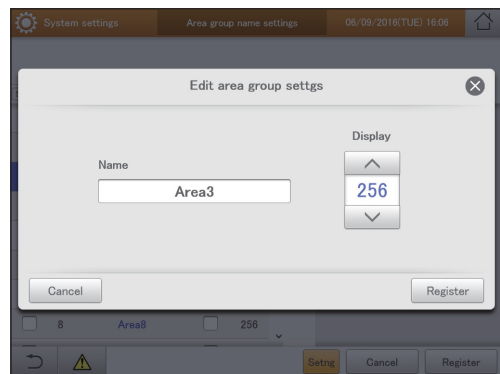 System settings Area group name settings 06/09/2016(TUE) 16:06
Edit area group settgs
Display
Name
Area3 256
Cancel Register
8 Area8 256
Setng Cancel Register